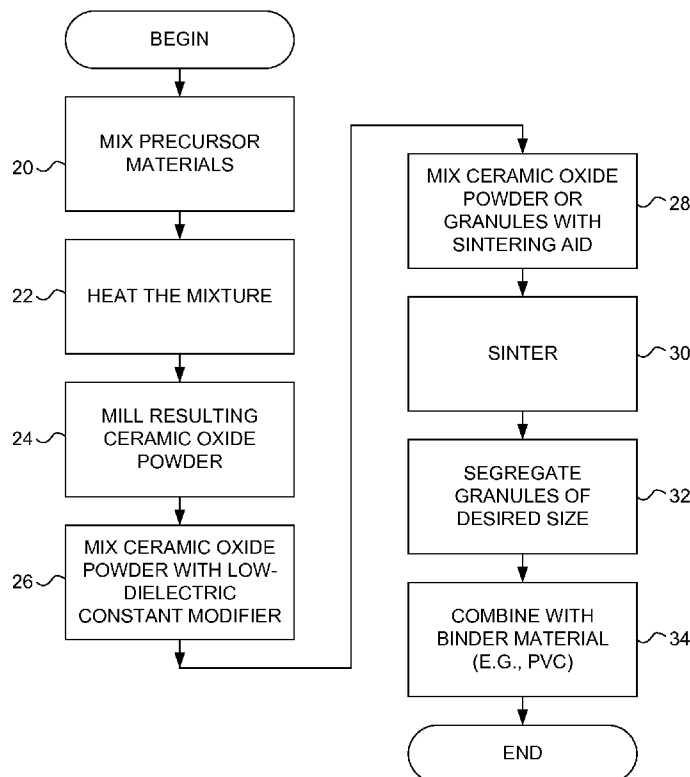 BEGIN
MIX PRECURSOR
MATERIALS
20
HEAT THE MIXTURE
22
MILL RESULTING
CERAMIC OXIDE
POWDER
24
MIX CERAMIC OXIDE
POWDER WITH LOW-
DIELECTRIC
CONSTANT MODIFIER
26
MIX CERAMIC OXIDE
POWDER OR
GRANULES WITH
SINTERING AID
28
SINTER
30
SEGREGATE
GRANULES OF
DESIRED SIZE
32
COMBINE WITH
BINDER MATERIAL
(E.G., PVC)
34
END